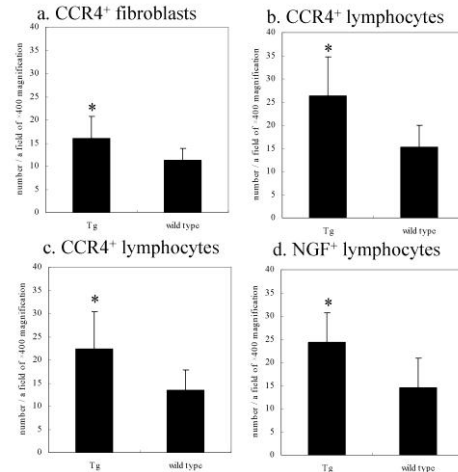 a. CCR4⁺ fibroblasts
number / a field of ×400 magnification
40
35
30
25
20
15
10
5
0
*
Tg
wild type
b. CCR4⁺ lymphocytes
number / a field of ×400 magnification
40
35
30
25
20
15
10
5
0
*
Tg
wild type
c. CCR4⁺ lymphocytes
number / a field of ×400 magnification
40
35
30
25
20
15
10
5
0
*
Tg
wild type
d. NGF⁺ lymphocytes
number / a field of ×400 magnification
40
35
30
25
20
15
10
5
0
*
Tg
wild type